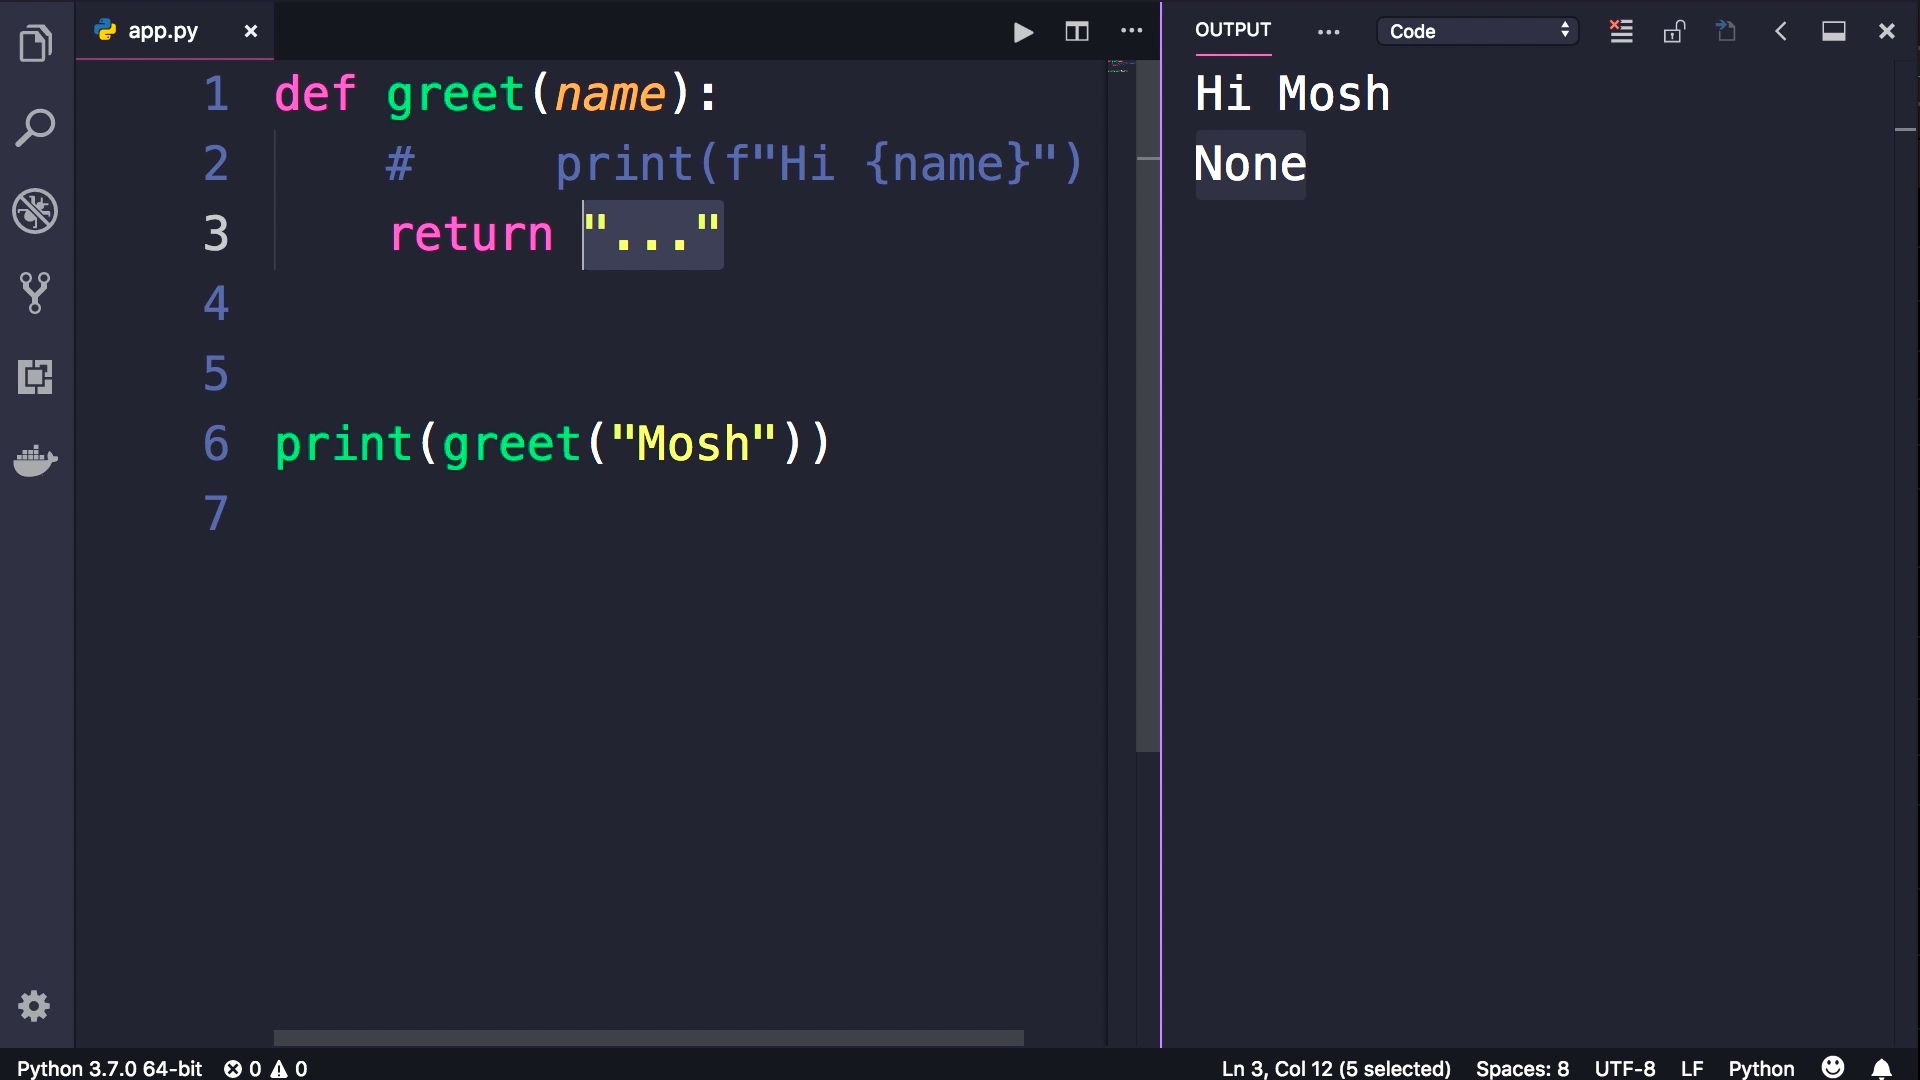 app.py
1 def greet(name):
2     #     print(f"Hi {name}")
3     return "..."
4
5
6 print(greet("Mosh"))
7
OUTPUT
Code
Hi Mosh
None
Python 3.7.0 64-bit 0 0 Ln 3, Col 12 (5 selected) Spaces: 8 UTF-8 LF Python